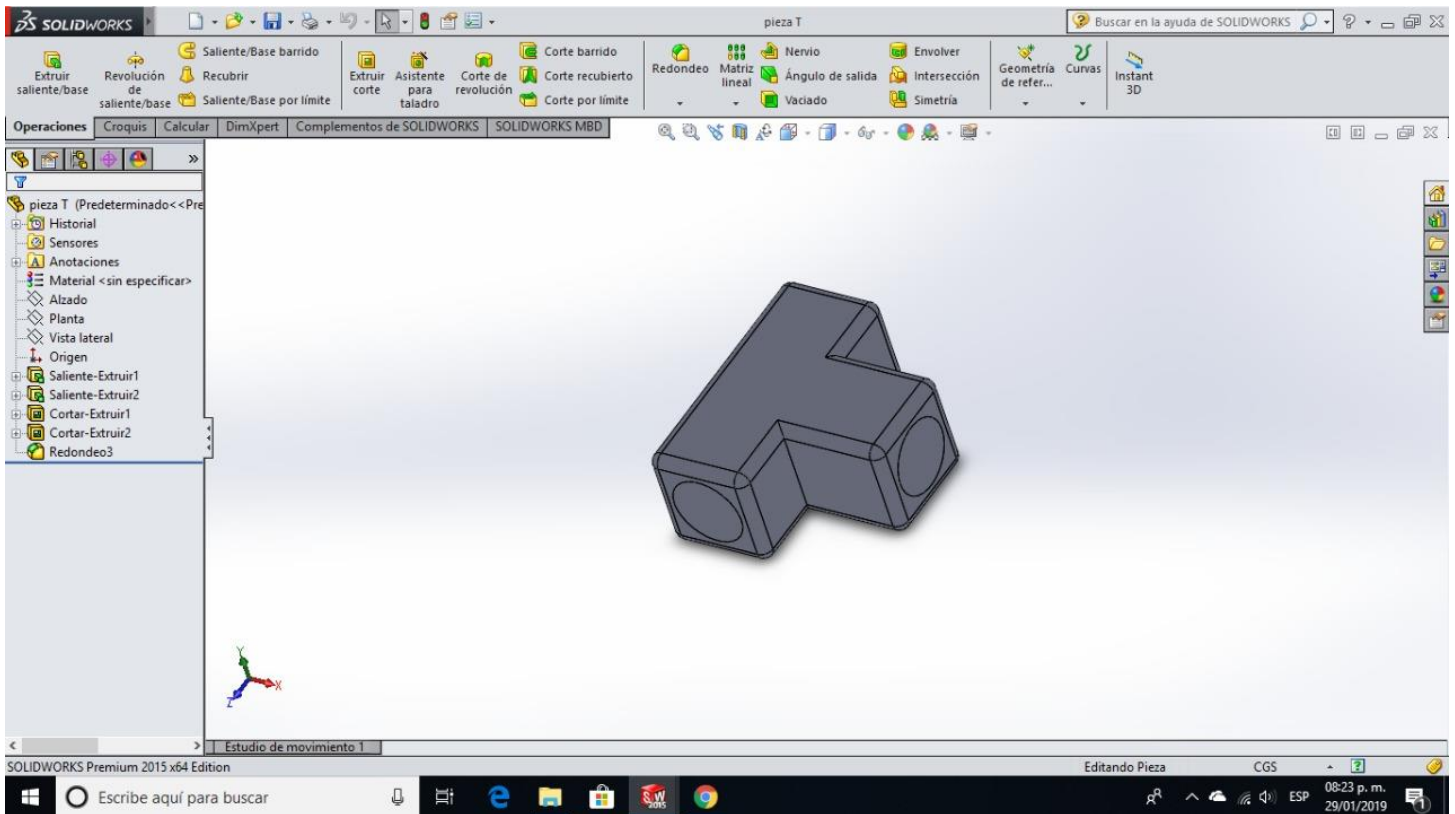 SOLIDWORKS
pieza T
Buscar en la ayuda de SOLIDWORKS
Extruir saliente/base
Revolución de saliente/base
Saliente/Base barrido
Recubrir
Saliente/Base por límite
Extruir corte
Asistente para taladro
Corte de revolución
Corte barrido
Corte recubierto
Corte por límite
Redondeo
Matriz lineal
Nervio
Ángulo de salida
Vaciado
Envolver
Intersección
Simetría
Geometría de refer...
Curvas
Instant 3D
Operaciones
Croquis
Calcular
DimXpert
Complementos de SOLIDWORKS
SOLIDWORKS MBD
pieza T (Predeterminado<<Pre
Historial
Sensores
Anotaciones
Material <sin especificar>
Alzado
Planta
Vista lateral
Origen
Saliente-Extruir1
Saliente-Extruir2
Cortar-Extruir1
Cortar-Extruir2
Redondeo3
Y
X
Z
Estudio de movimiento 1
SOLIDWORKS Premium 2015 x64 Edition
Editando Pieza
CGS
Escribe aquí para buscar
SW
2015
ESP
08:23 p. m.
29/01/2019
1